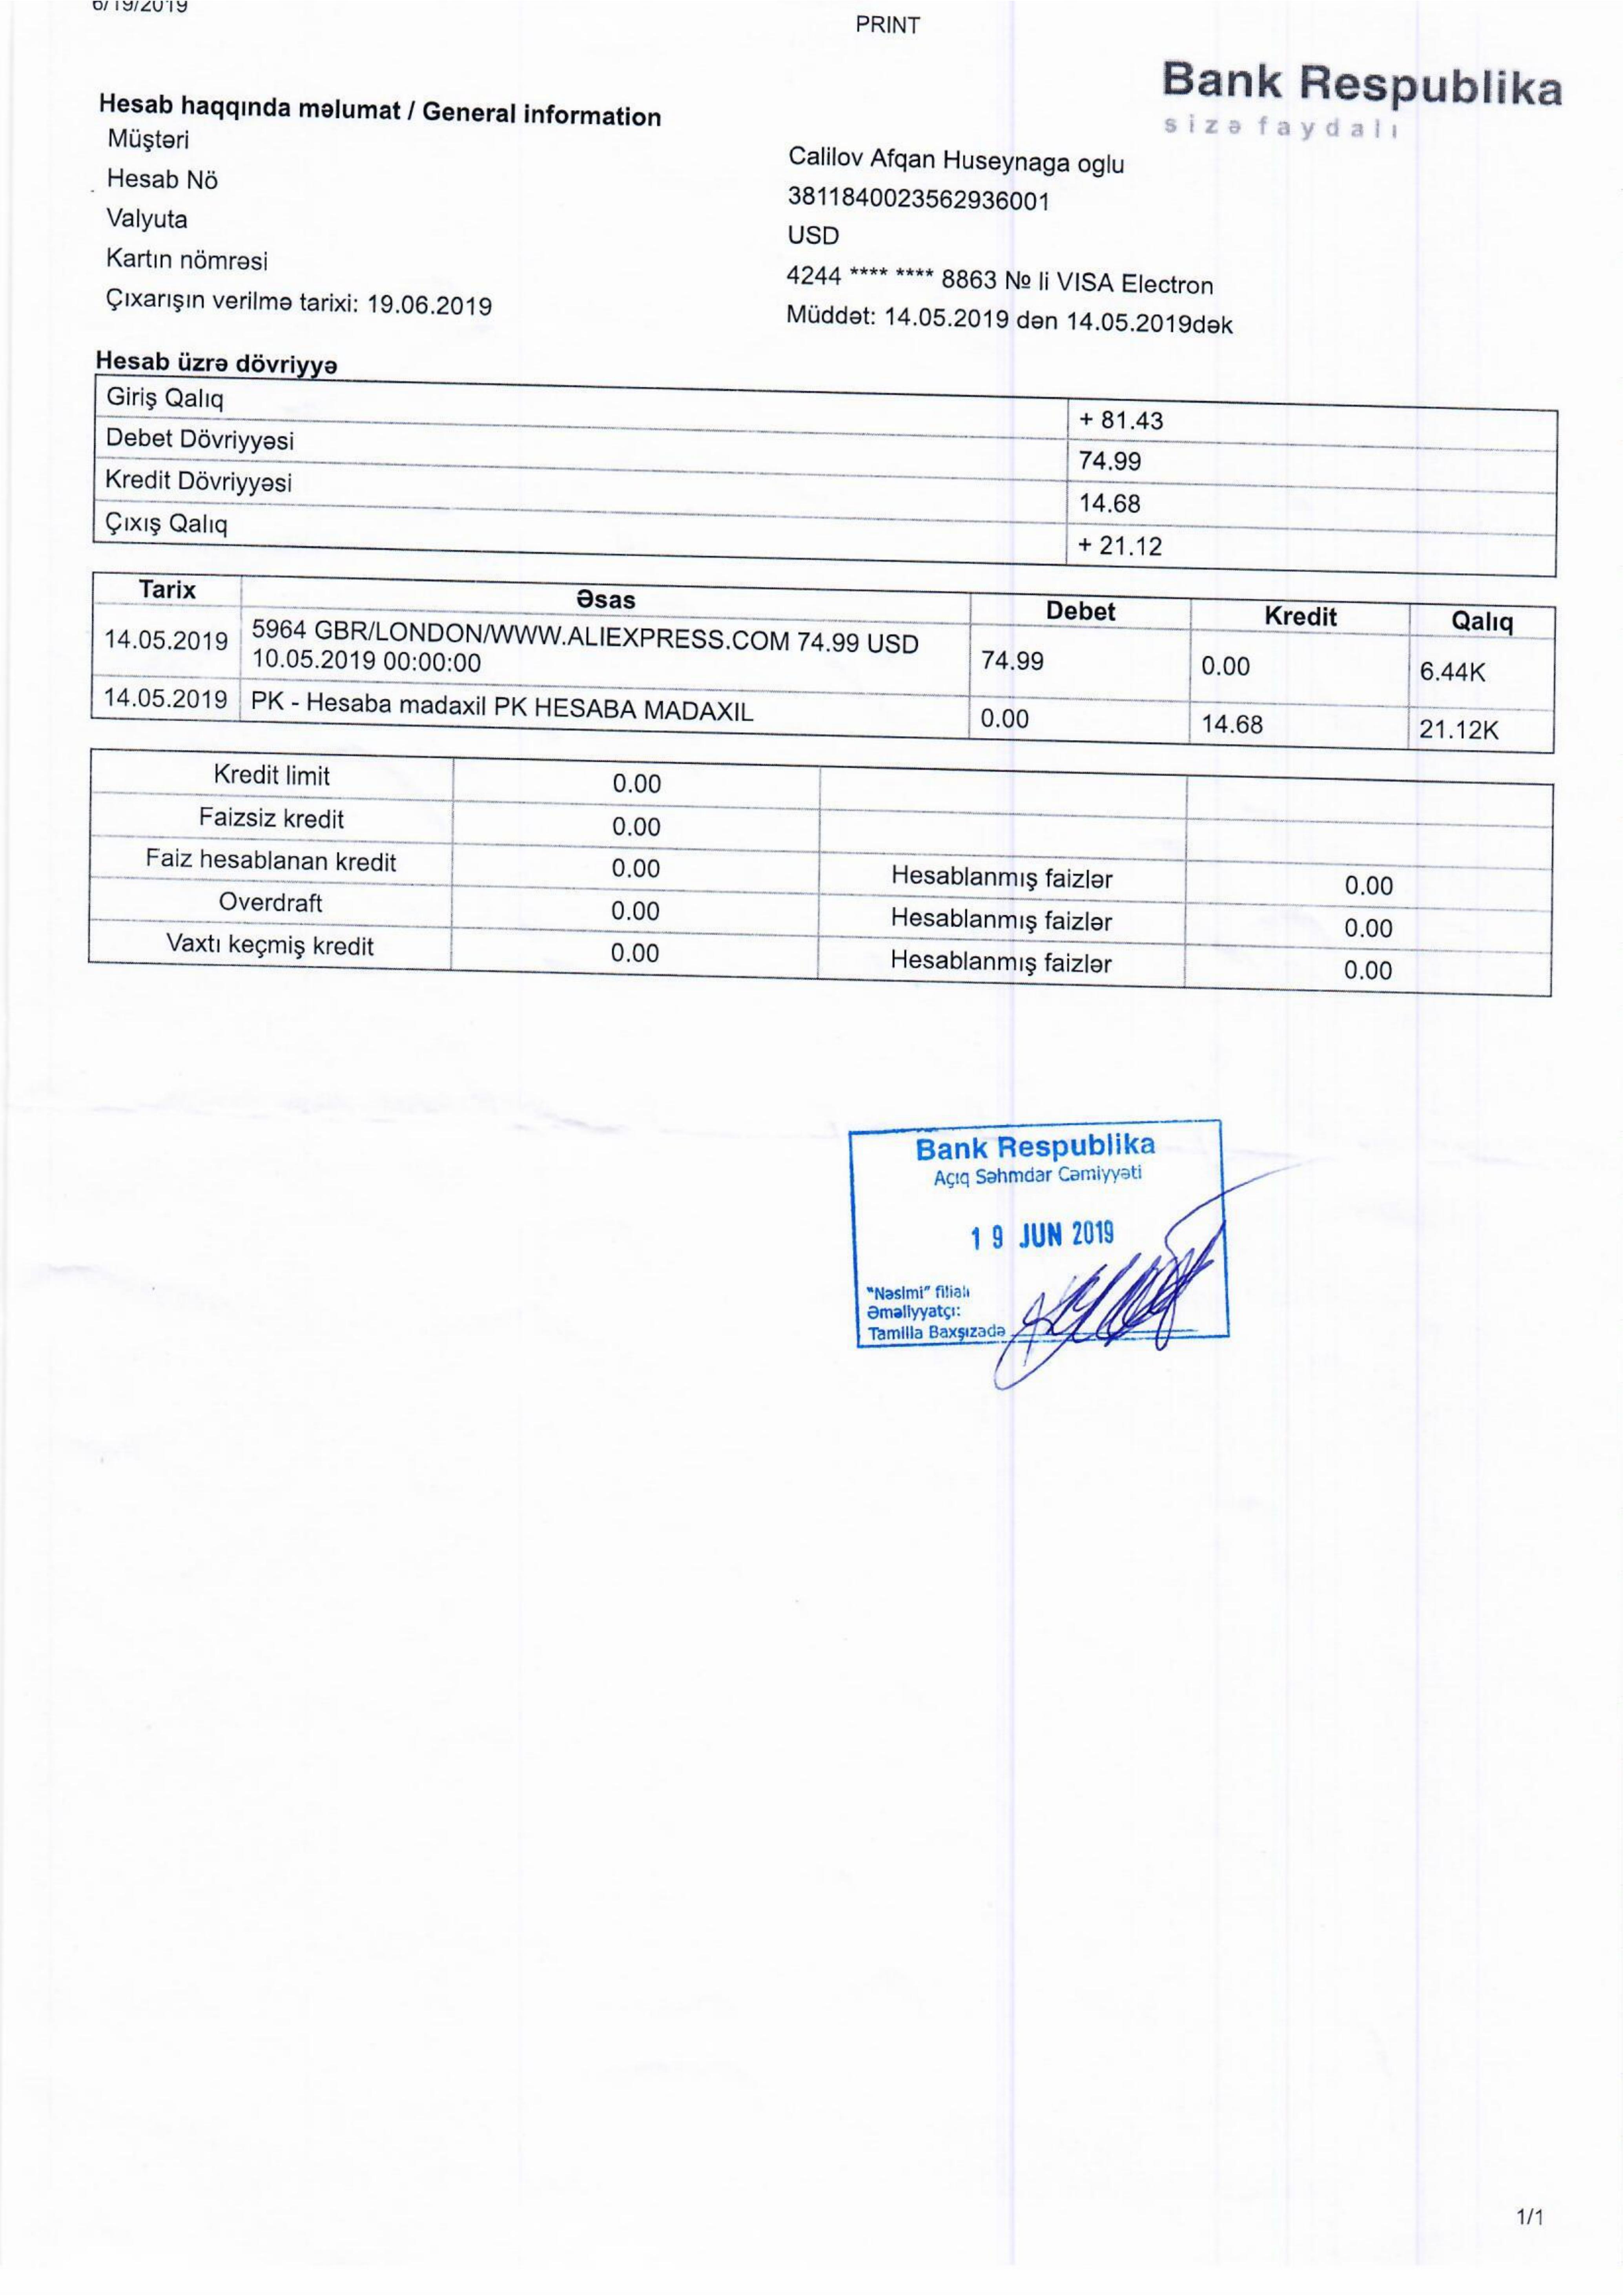 6/19/2019
PRINT
Bank Respublika
sizə faydalı
Hesab haqqında məlumat / General information
Müştəri
Calilov Afqan Huseynaga oglu
Hesab Nö
3811840023562936001
Valyuta
USD
Kartın nömrəsi
4244 **** **** 8863 № li VISA Electron
Çıxarışın verilmə tarixi: 19.06.2019
Müddət: 14.05.2019 dən 14.05.2019dək
Hesab üzrə dövriyyə
Giriş Qalıq + 81.43
Debet Dövriyyəsi 74.99
Kredit Dövriyyəsi 14.68
Çıxış Qalıq + 21.12
Tarix Əsas Debet Kredit Qalıq
14.05.2019 5964 GBR/LONDON/WWW.ALIEXPRESS.COM 74.99 USD
10.05.2019 00:00:00 74.99 0.00 6.44K
14.05.2019 PK - Hesaba madaxil PK HESABA MADAXIL 0.00 14.68 21.12K
Kredit limit 0.00
Faizsiz kredit 0.00
Faiz hesablanan kredit 0.00 Hesablanmış faizlər 0.00
Overdraft 0.00 Hesablanmış faizlər 0.00
Vaxtı keçmiş kredit 0.00 Hesablanmış faizlər 0.00
Bank Respublika
Açıq Səhmdar Cəmiyyəti
19 JUN 2019
"Nəsimi" filialı
Əməliyyatçı:
Tamilla Baxşızadə
1/1